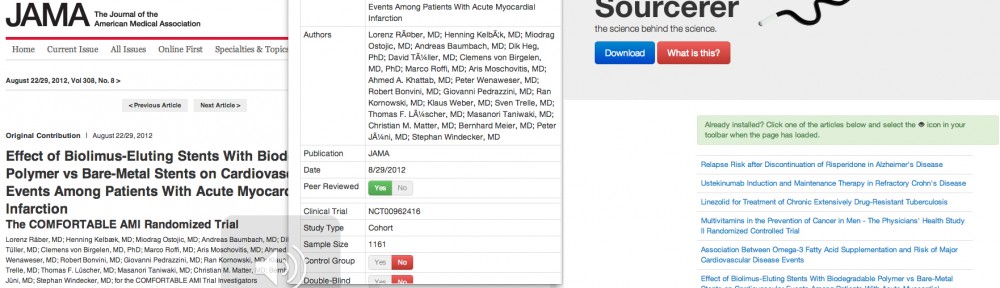 JAMA
The Journal of the
American Medical Association
Home Current Issue All Issues Online First Specialties & Topics
August 22/29, 2012, Vol 308, No. 8 >
< Previous Article Next Article >
Original Contribution | August 22/29, 2012
Effect of Biolimus-Eluting Stents With Biod
Polymer vs Bare-Metal Stents on Cardiovas
Events Among Patients With Acute Myocar
Infarction
The COMFORTABLE AMI Randomized Trial
Lorenz Räber, MD; Henning Kelbæk, MD; Miodrag Ostojic, MD; Andreas Baumbach, MD; Di
Tüller, MD; Clemens von Birgelen, MD, PhD; Marco Roffi, MD; Aris Moschovitis, MD; Ahmed
Wenaweser, MD; Robert Bonvini, MD; Giovanni Pedrazzini, MD; Ran Kornowski, MD; Klaus
Trelle, MD; Thomas F. Lüscher, MD; Masanori Taniwaki, MD; Christian M. Matter, MD; Bernh
Jüni, MD; Stephan Windecker, MD; for the COMFORTABLE AMI Trial Investigators
Events Among Patients With Acute Myocardial
Infarction
Authors
Lorenz RÃ¤ber, MD; Henning KelbÃ¦k, MD; Miodrag
Ostojic, MD; Andreas Baumbach, MD; Dik Heg,
PhD; David TÃ¼ller, MD; Clemens von Birgelen,
MD, PhD; Marco Roffi, MD; Aris Moschovitis, MD;
Ahmed A. Khattab, MD; Peter Wenaweser, MD;
Robert Bonvini, MD; Giovanni Pedrazzini, MD; Ran
Kornowski, MD; Klaus Weber, MD; Sven Trelle, MD;
Thomas F. LÃ¼scher, MD; Masanori Taniwaki, MD;
Christian M. Matter, MD; Bernhard Meier, MD; Peter
JÃ¼ni, MD; Stephan Windecker, MD
Publication JAMA
Date 8/29/2012
Peer Reviewed Yes No
Clinical Trial NCT00962416
Study Type Cohort
Sample Size 1161
Control Group Yes No
Double-Blind Yes No
Sourcerer
the science behind the science.
Download What is this?
Already installed? Click one of the articles below and select the icon in your
toolbar when the page has loaded.
Relapse Risk after Discontinuation of Risperidone in Alzheimer's Disease
Ustekinumab Induction and Maintenance Therapy in Refractory Crohn's Disease
Linezolid for Treatment of Chronic Extensively Drug-Resistant Tuberculosis
Multivitamins in the Prevention of Cancer in Men - The Physicians' Health Study
II Randomized Controlled Trial
Association Between Omega-3 Fatty Acid Supplementation and Risk of Major
Cardiovascular Disease Events
Effect of Biolimus-Eluting Stents With Biodegradable Polymer vs Bare-Metal
Stents on Cardiovascular Events Among Patients With Acute Myocardial